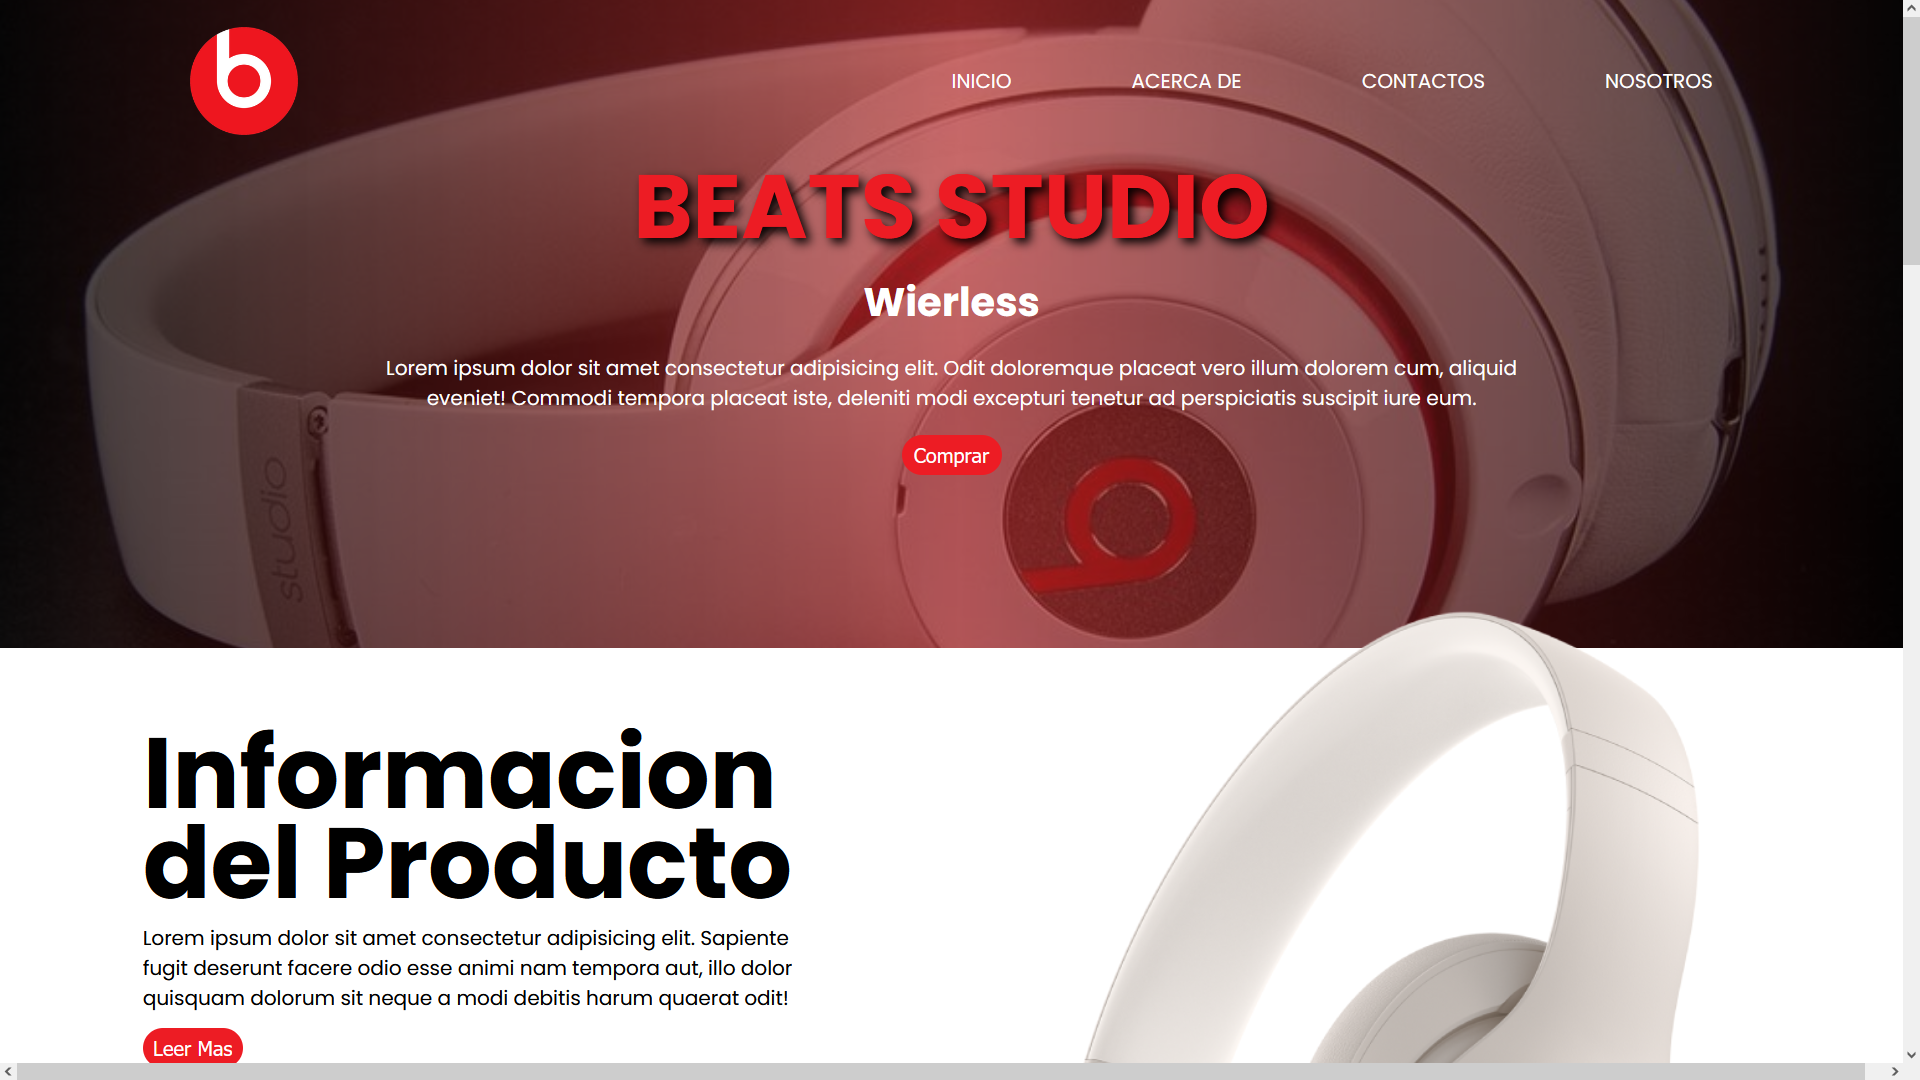 b
INICIO
ACERCA DE
CONTACTOS
NOSOTROS
BEATS STUDIO
Wierless
Lorem ipsum dolor sit amet consectetur adipisicing elit. Odit doloremque placeat vero illum dolorem cum, aliquid
eveniet! Commodi tempora placeat iste, deleniti modi excepturi tenetur ad perspiciatis suscipit iure eum.
Comprar
studio
b
Informacion
del Producto
Lorem ipsum dolor sit amet consectetur adipisicing elit. Sapiente
fugit deserunt facere odio esse animi nam tempora aut, illo dolor
quisquam dolorum sit neque a modi debitis harum quaerat odit!
Leer Mas